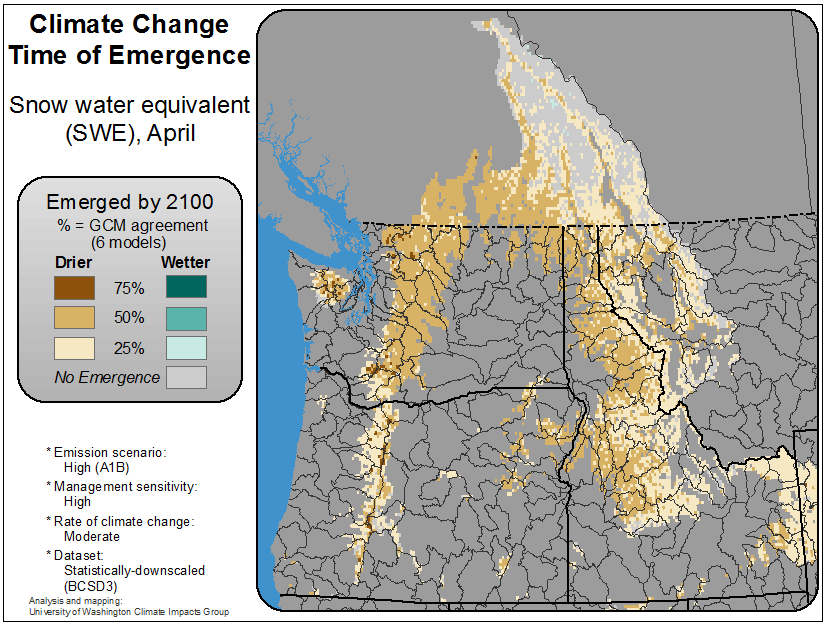 Climate Change
Time of Emergence
Snow water equivalent
(SWE), April
Emerged by 2100
% = GCM agreement
(6 models)
Drier Wetter
75%
50%
25%
No Emergence
* Emission scenario:
High (A1B)
* Management sensitivity:
High
* Rate of climate change:
Moderate
* Dataset:
Statistically-downscaled
(BCSD3)
Analysis and mapping:
University of Washington Climate Impacts Group